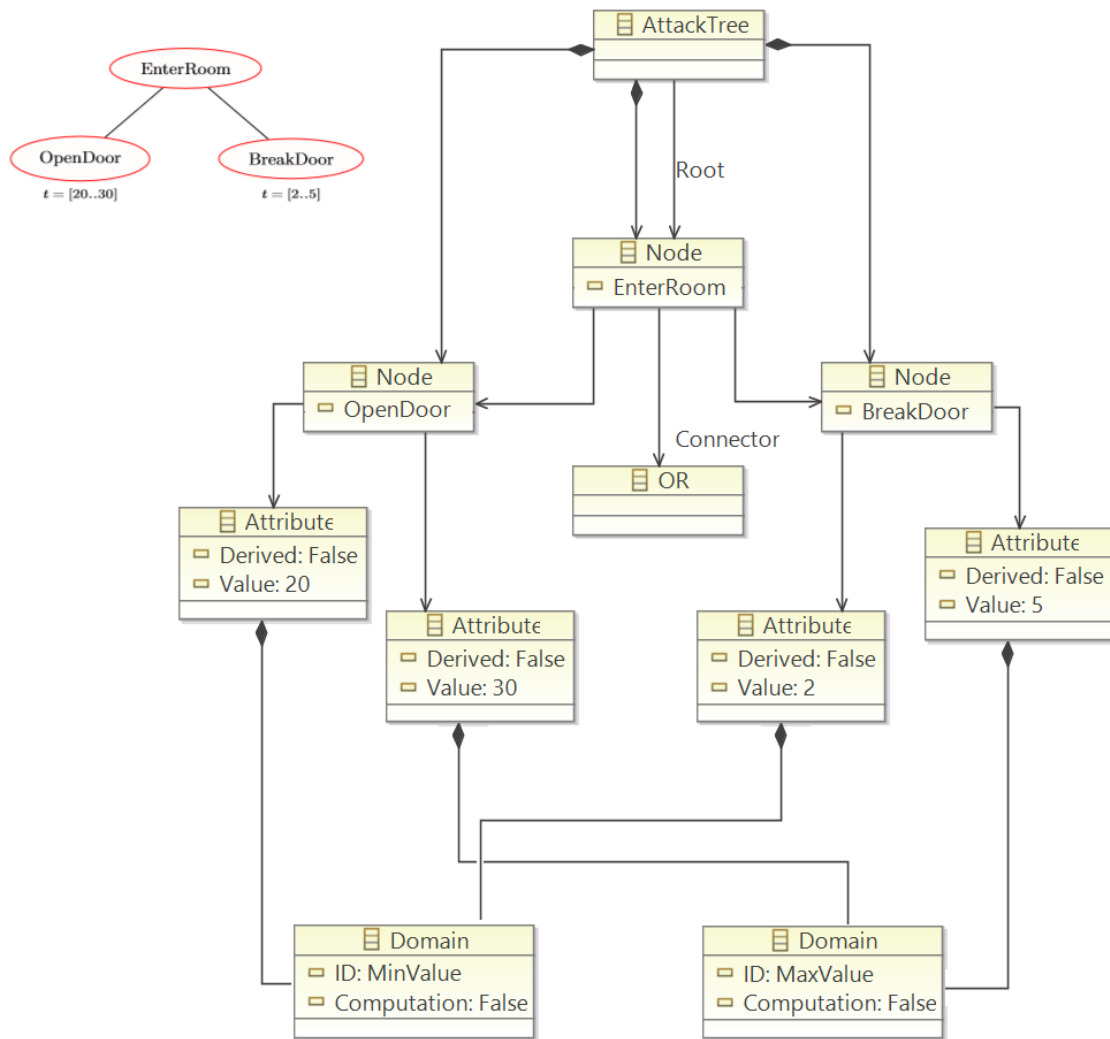 AttackTree
EnterRoom
OpenDoor
BreakDoor
t = [20..30]
t = [2..5]
Root
Node
EnterRoom
Node
OpenDoor
Node
BreakDoor
Connector
OR
Attribute
Derived: False
Value: 20
Attribute
Derived: False
Value: 5
Attribute
Derived: False
Value: 30
Attribute
Derived: False
Value: 2
Domain
ID: MinValue
Computation: False
Domain
ID: MaxValue
Computation: False